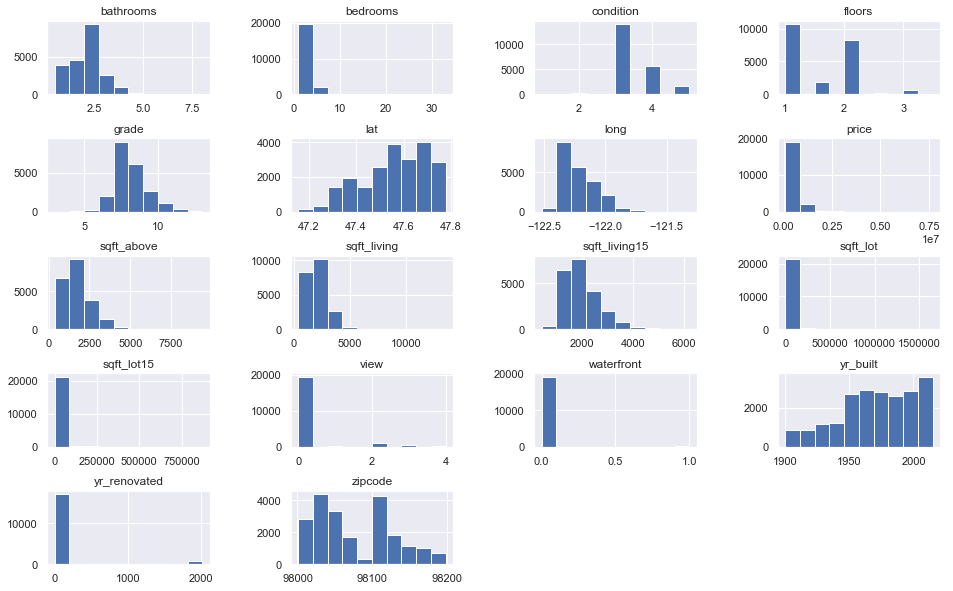 bathrooms bedrooms condition floors
5000 0 2.5 5.0 7.5
20000 10000 0 0 10 20 30
10000 5000 0 2 4
10000 5000 0 1 2 3
grade lat long price
5000 0 5 10
4000 2000 0 47.2 47.4 47.6 47.8
5000 0 −122.5 −122.0 −121.5
20000 10000 0 0.00 0.25 0.50 0.75
1e7
sqft_above sqft_living sqft_living15 sqft_lot
5000 0 0 2500 5000 7500
10000 5000 0 0 5000 10000
5000 0 2000 4000 6000
20000 10000 0 0 500000 1000000 1500000
sqft_lot15 view waterfront yr_built
20000 10000 0 0 250000 500000 750000
20000 10000 0 0 2 4
20000 10000 0 0.0 0.5 1.0
2000 0 1900 1950 2000
yr_renovated zipcode
10000 0 0 1000 2000
4000 2000 0 98000 98100 98200